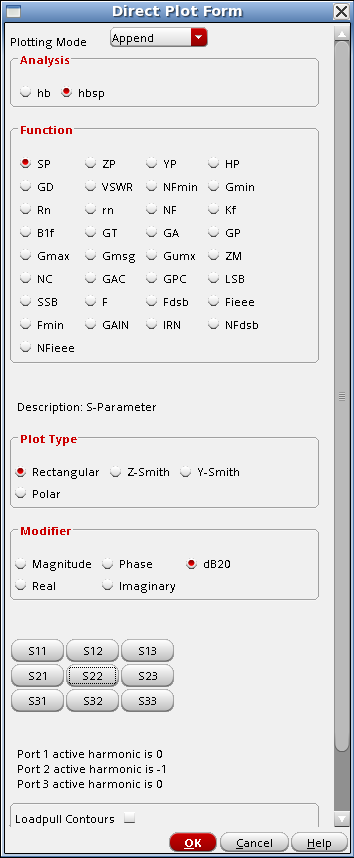 Direct Plot Form
Plotting Mode Append
Analysis
hb hbsp
Function
SP ZP YP HP
GD VSWR NFmin Gmin
Rn rn NF Kf
B1f GT GA GP
Gmax Gmsg Gumx ZM
NC GAC GPC LSB
SSB F Fdsb Fieee
Fmin GAIN IRN NFdsb
NFieee
Description: S-Parameter
Plot Type
Rectangular Z-Smith Y-Smith
Polar
Modifier
Magnitude Phase dB20
Real Imaginary
S11 S12 S13
S21 S22 S23
S31 S32 S33
Port 1 active harmonic is 0
Port 2 active harmonic is -1
Port 3 active harmonic is 0
Loadpull Contours
OK Cancel Help